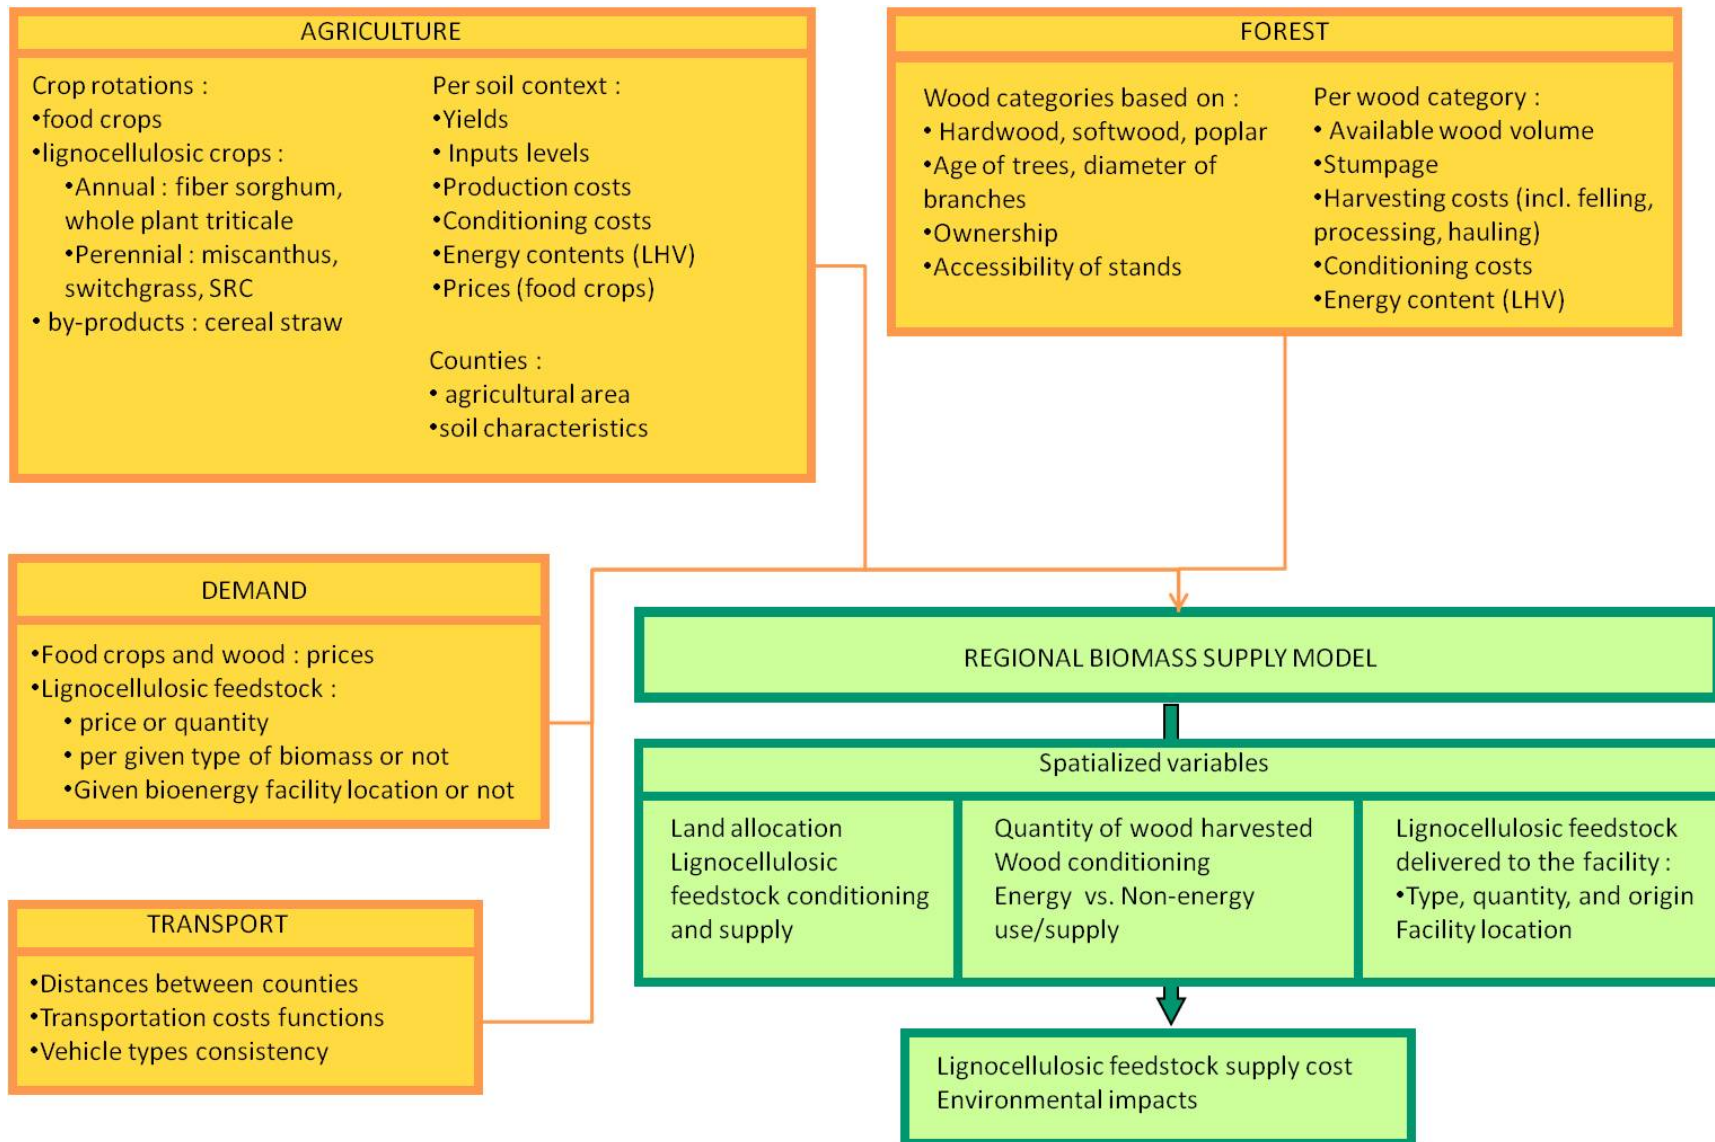 AGRICULTURE
Crop rotations :
•food crops
•lignocellulosic crops :
•Annual : fiber sorghum,
whole plant triticale
•Perennial : miscanthus,
switchgrass, SRC
• by-products : cereal straw
Per soil context :
•Yields
• Inputs levels
•Production costs
•Conditioning costs
•Energy contents (LHV)
•Prices (food crops)
Counties :
• agricultural area
•soil characteristics
FOREST
Wood categories based on :
• Hardwood, softwood, poplar
•Age of trees, diameter of
branches
•Ownership
•Accessibility of stands
Per wood category :
• Available wood volume
•Stumpage
•Harvesting costs (incl. felling,
processing, hauling)
•Conditioning costs
•Energy content (LHV)
DEMAND
•Food crops and wood : prices
•Lignocellulosic feedstock :
• price or quantity
• per given type of biomass or not
•Given bioenergy facility location or not
TRANSPORT
•Distances between counties
•Transportation costs functions
•Vehicle types consistency
REGIONAL BIOMASS SUPPLY MODEL
Spatialized variables
Land allocation
Lignocellulosic
feedstock conditioning
and supply
Quantity of wood harvested
Wood conditioning
Energy vs. Non-energy
use/supply
Lignocellulosic feedstock
delivered to the facility :
•Type, quantity, and origin
Facility location
Lignocellulosic feedstock supply cost
Environmental impacts